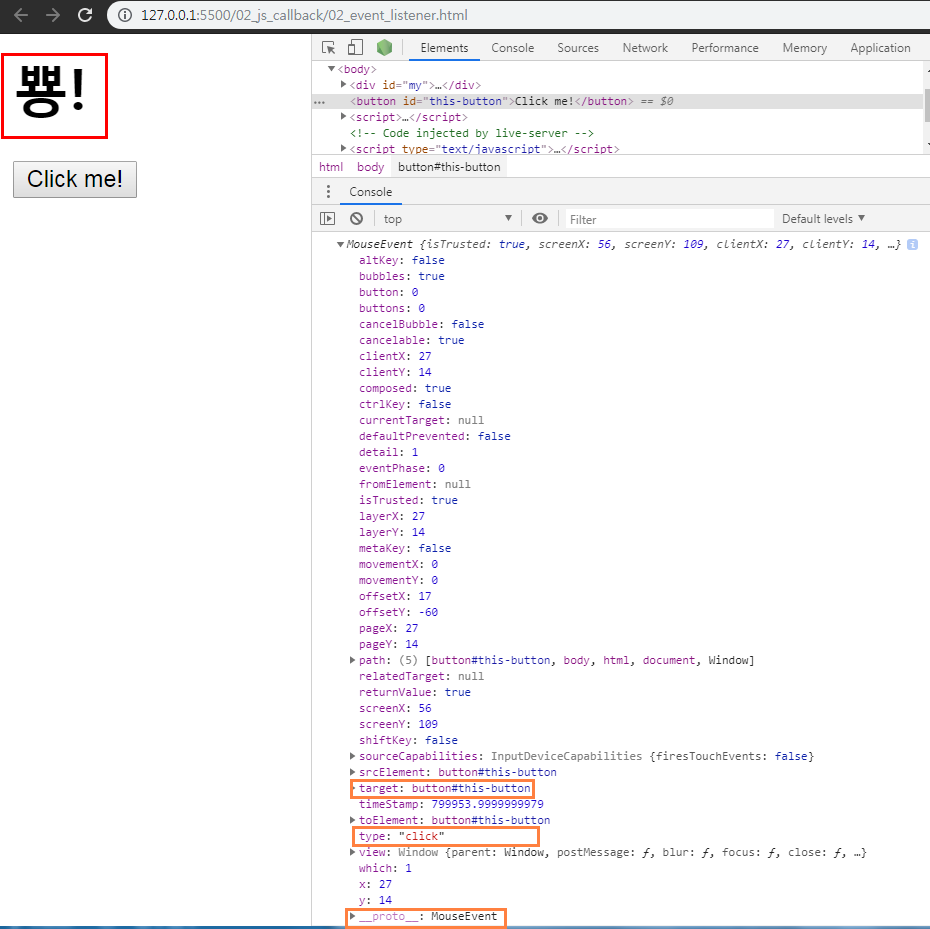 127.0.0.1:5500/02_js_callback/02_event_listener.html
뿅!
Click me!
Elements Console Sources Network Performance Memory Application
▼<body>
▶<div id="my">…</div>
… <button id="this-button">Click me!</button> == $0
▶<script>…</script>
<!-- Code injected by live-server -->
▶<script type="text/javascript">…</script>
html body button#this-button
Console
top ▼ Filter Default levels ▼
▼MouseEvent {isTrusted: true, screenX: 56, screenY: 109, clientX: 27, clientY: 14, …} i
altKey: false
bubbles: true
button: 0
buttons: 0
cancelBubble: false
cancelable: true
clientX: 27
clientY: 14
composed: true
ctrlKey: false
currentTarget: null
defaultPrevented: false
detail: 1
eventPhase: 0
fromElement: null
isTrusted: true
layerX: 27
layerY: 14
metaKey: false
movementX: 0
movementY: 0
offsetX: 17
offsetY: -60
pageX: 27
pageY: 14
▶path: (5) [button#this-button, body, html, document, Window]
relatedTarget: null
returnValue: true
screenX: 56
screenY: 109
shiftKey: false
▶sourceCapabilities: InputDeviceCapabilities {firesTouchEvents: false}
▶srcElement: button#this-button
▶target: button#this-button
timeStamp: 799953.9999999979
▶toElement: button#this-button
type: "click"
▶view: Window {parent: Window, postMessage: ƒ, blur: ƒ, focus: ƒ, close: ƒ, …}
which: 1
x: 27
y: 14
▶__proto__: MouseEvent